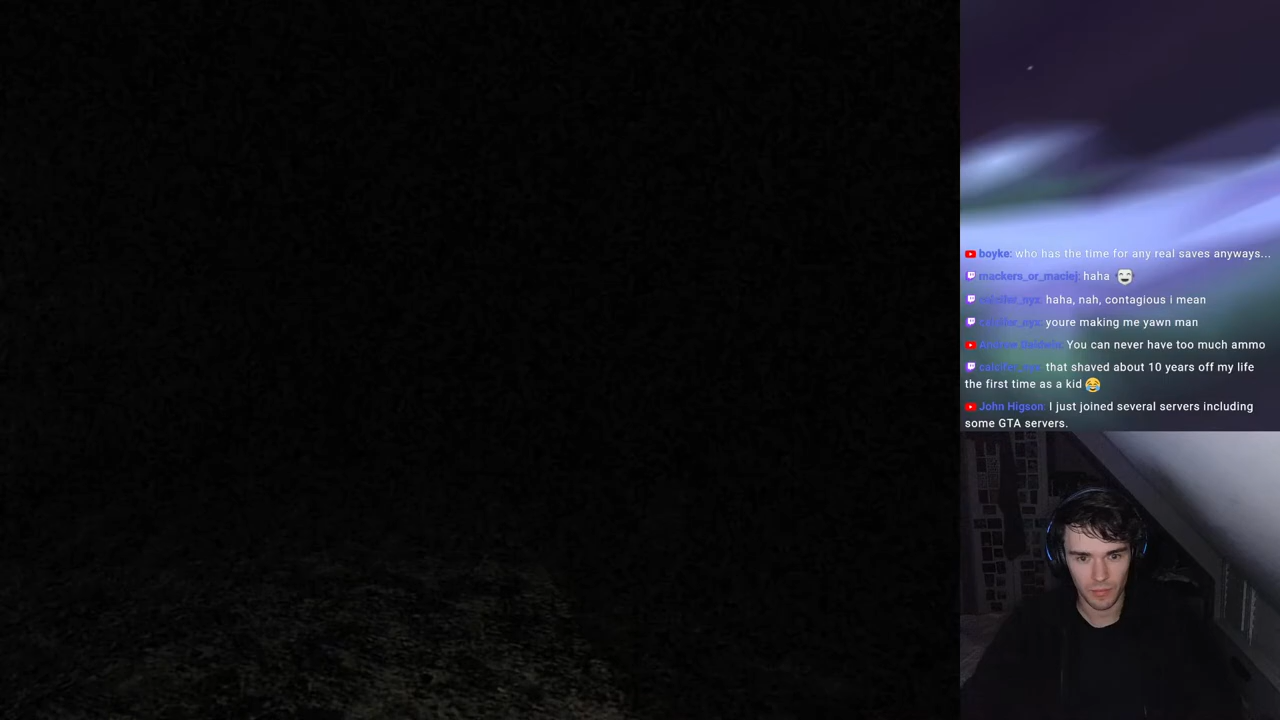 boyke: who has the time for any real saves anyways...
mackers_or_maciej: haha
haha, nah, contagious i mean
youre making me yawn man
You can never have too much ammo
that shaved about 10 years off my life
the first time as a kid
John Higson: I just joined several servers including
some GTA servers.